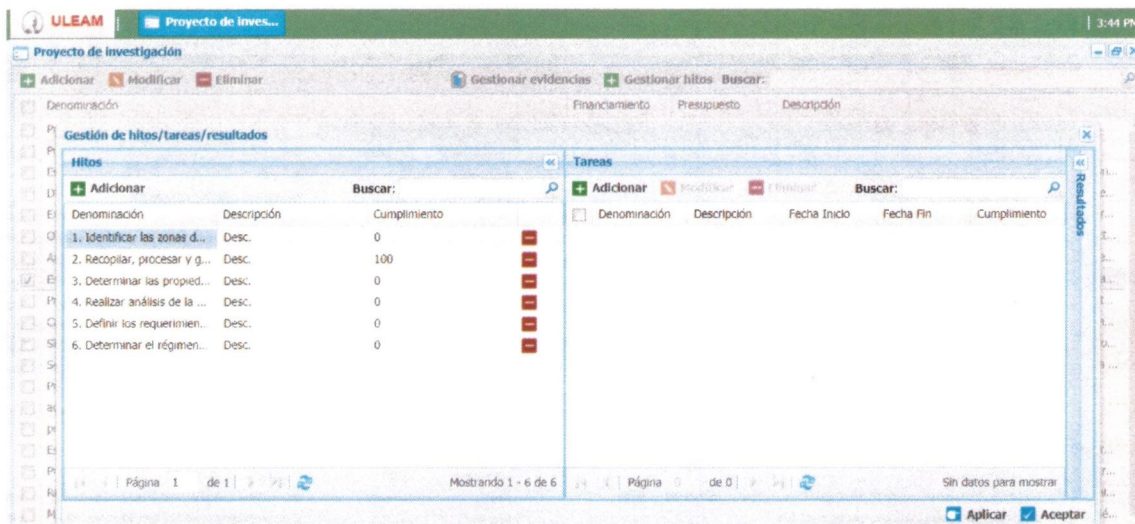 ULEAM Proyecto de inves... 3:44 PM
Proyecto de investigación
Adicionar Modificar Eliminar Gestionar evidencias Gestionar hitos Buscar:
Denominación Financiamiento Presupuesto Descripción
Gestión de hitos/tareas/resultados
Hitos Tareas
Resultados
Adicionar Buscar: Adicionar Modificar Eliminar Buscar:
Denominación Descripción Cumplimiento Denominación Descripción Fecha Inicio Fecha Fin Cumplimiento
1. Identificar las zonas d... Desc. 0
2. Recopilar, procesar y g... Desc. 100
3. Determinar las propied... Desc. 0
4. Realizar análisis de la ... Desc. 0
5. Definir los requerimien... Desc. 0
6. Determinar el régimen... Desc. 0
Página 1 de 1 Mostrando 1 - 6 de 6 Página 0 de 0 Sin datos para mostrar
Aplicar Aceptar